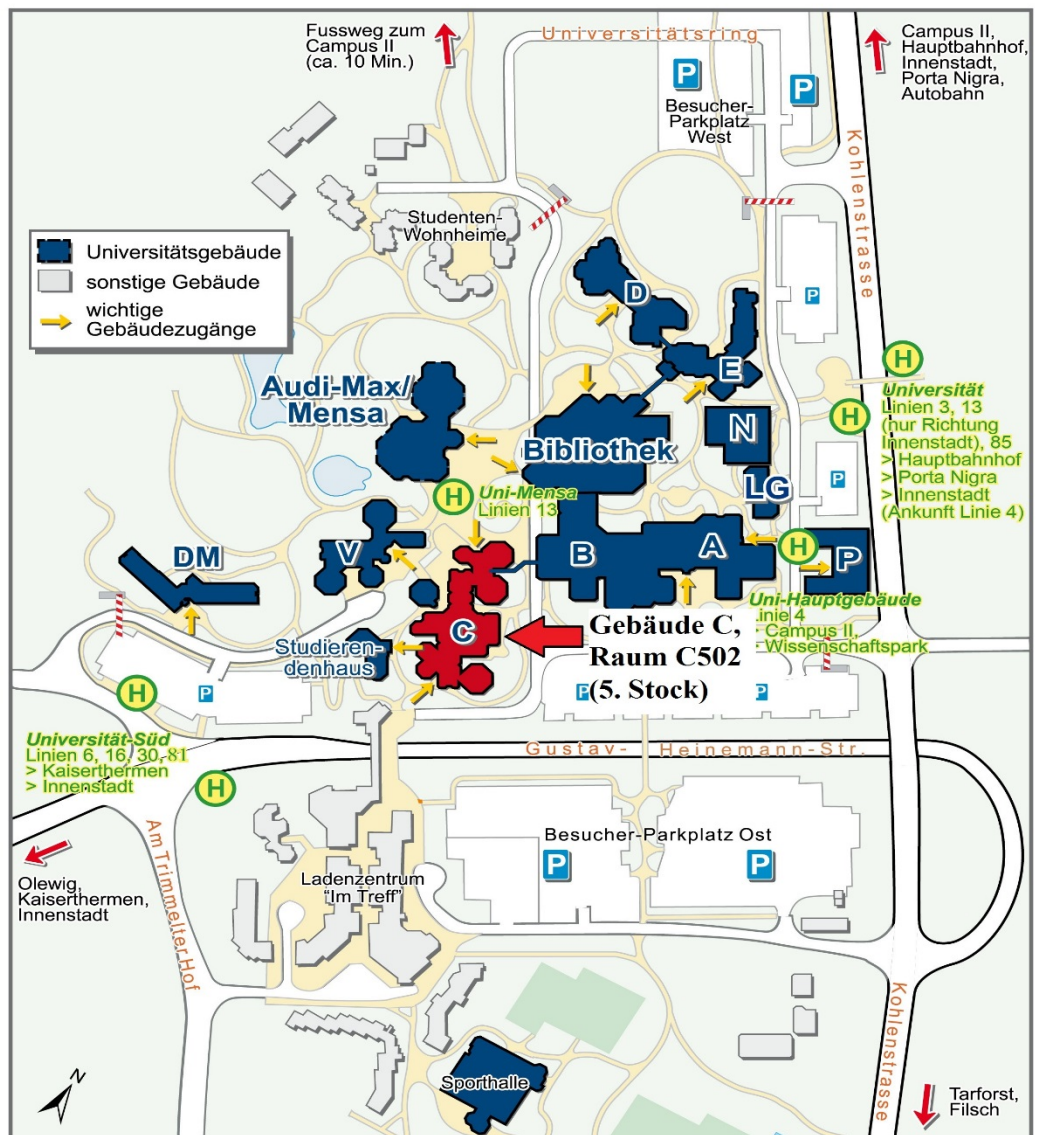 Fussweg zum
Campus II
(ca. 10 Min.)
Universitätsring
Campus II,
Hauptbahnhof,
Innenstadt,
Porta Nigra,
Autobahn
P
P
Besucher-
Parkplatz
West
Kohlenstrasse
Studenten-
Wohnheime
Universitätsgebäude
sonstige Gebäude
wichtige
Gebäudezugänge
D
P
E
H
Audi-Max/
Mensa
Universität
Linien 3, 13
(nur Richtung
Innenstadt), 85
> Hauptbahnhof
> Porta Nigra
> Innenstadt
(Ankunft Linie 4)
H
N
Bibliothek
P
LG
H
Uni-Mensa
Linien 13
DM
V
B
A
H
P
Uni-Hauptgebäude
Linie 4
Campus II,
Wissenschaftspark
C
Gebäude C,
Raum C502
(5. Stock)
Studieren-
denhaus
H
P
P
P
Universität-Süd
Linien 6, 16, 30,-81
> Kaiserthermen
> Innenstadt
H
Gustav- Heinemann-Str.
Am Trimmelter Hof
Besucher-Parkplatz Ost
P
P
Olewig,
Kaiserthermen,
Innenstadt
Ladenzentrum
"Im Treff"
Kohlenstrasse
N
Sporthalle
Tarforst,
Filsch